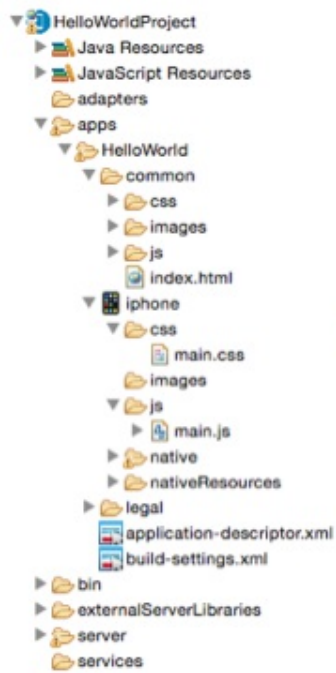 HelloWorldProject
Java Resources
JavaScript Resources
adapters
apps
HelloWorld
common
css
images
js
index.html
iphone
css
main.css
images
js
main.js
native
nativeResources
legal
application-descriptor.xml
build-settings.xml
bin
externalServerLibraries
server
services